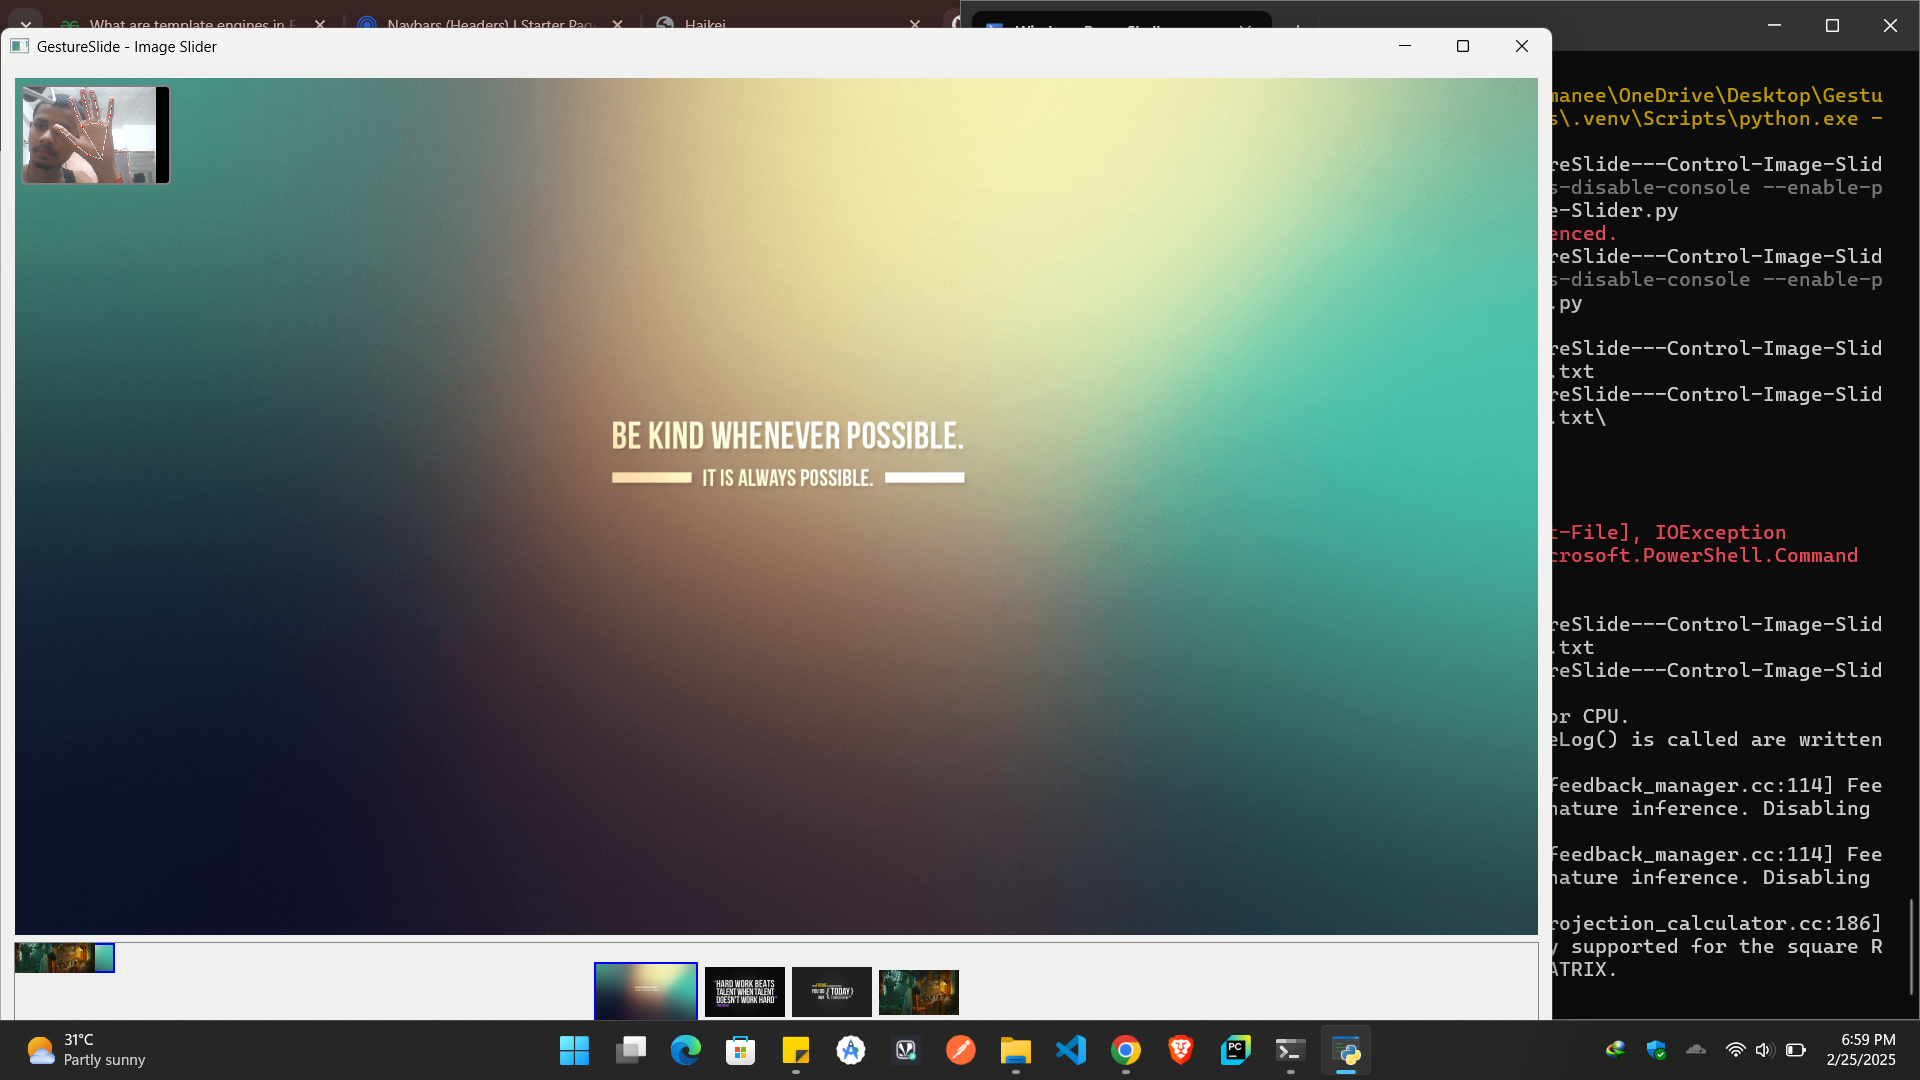 What are template engines in E
Navbars (Headers) | Starter Pag
Haikei
GestureSlide - Image Slider
BE KIND WHENEVER POSSIBLE.
IT IS ALWAYS POSSIBLE.
"HARD WORK BEATS
TALENT WHEN TALENT
DOESN'T WORK HARD"
YOU DO
NOT
{ TODAY }
manee\OneDrive\Desktop\Gestu
s\.venv\Scripts\python.exe -
reSlide---Control-Image-Slid
s-disable-console --enable-p
e-Slider.py
enced.
reSlide---Control-Image-Slid
s-disable-console --enable-p
.py
reSlide---Control-Image-Slid
.txt
reSlide---Control-Image-Slid
.txt\
t-File], IOException
crosoft.PowerShell.Command
reSlide---Control-Image-Slid
.txt
reSlide---Control-Image-Slid
or CPU.
eLog() is called are written
feedback_manager.cc:114] Fee
nature inference. Disabling
feedback_manager.cc:114] Fee
nature inference. Disabling
rojection_calculator.cc:186]
y supported for the square R
ATRIX.
31°C
Partly sunny
PC
6:59 PM
2/25/2025